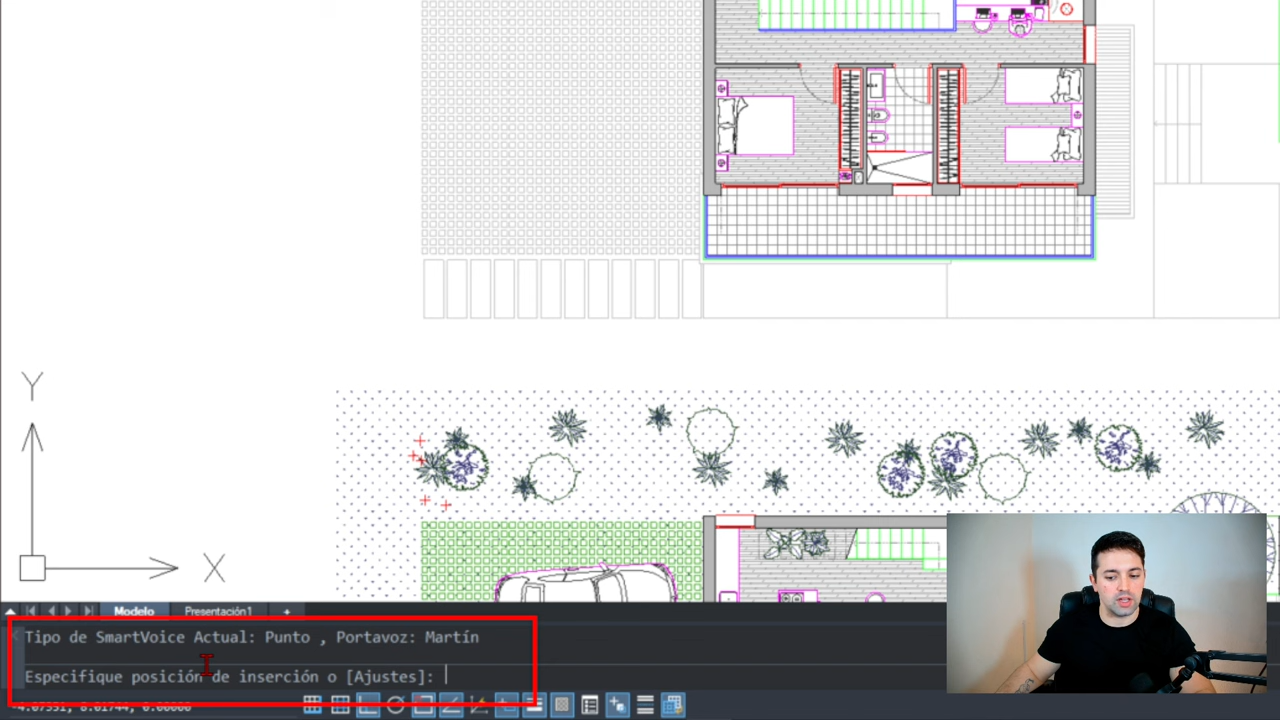 Y
X
Modelo
Presentación1
+
Tipo de SmartVoice Actual: Punto , Portavoz: Martín
Especifique posición de inserción o [Ajustes]: